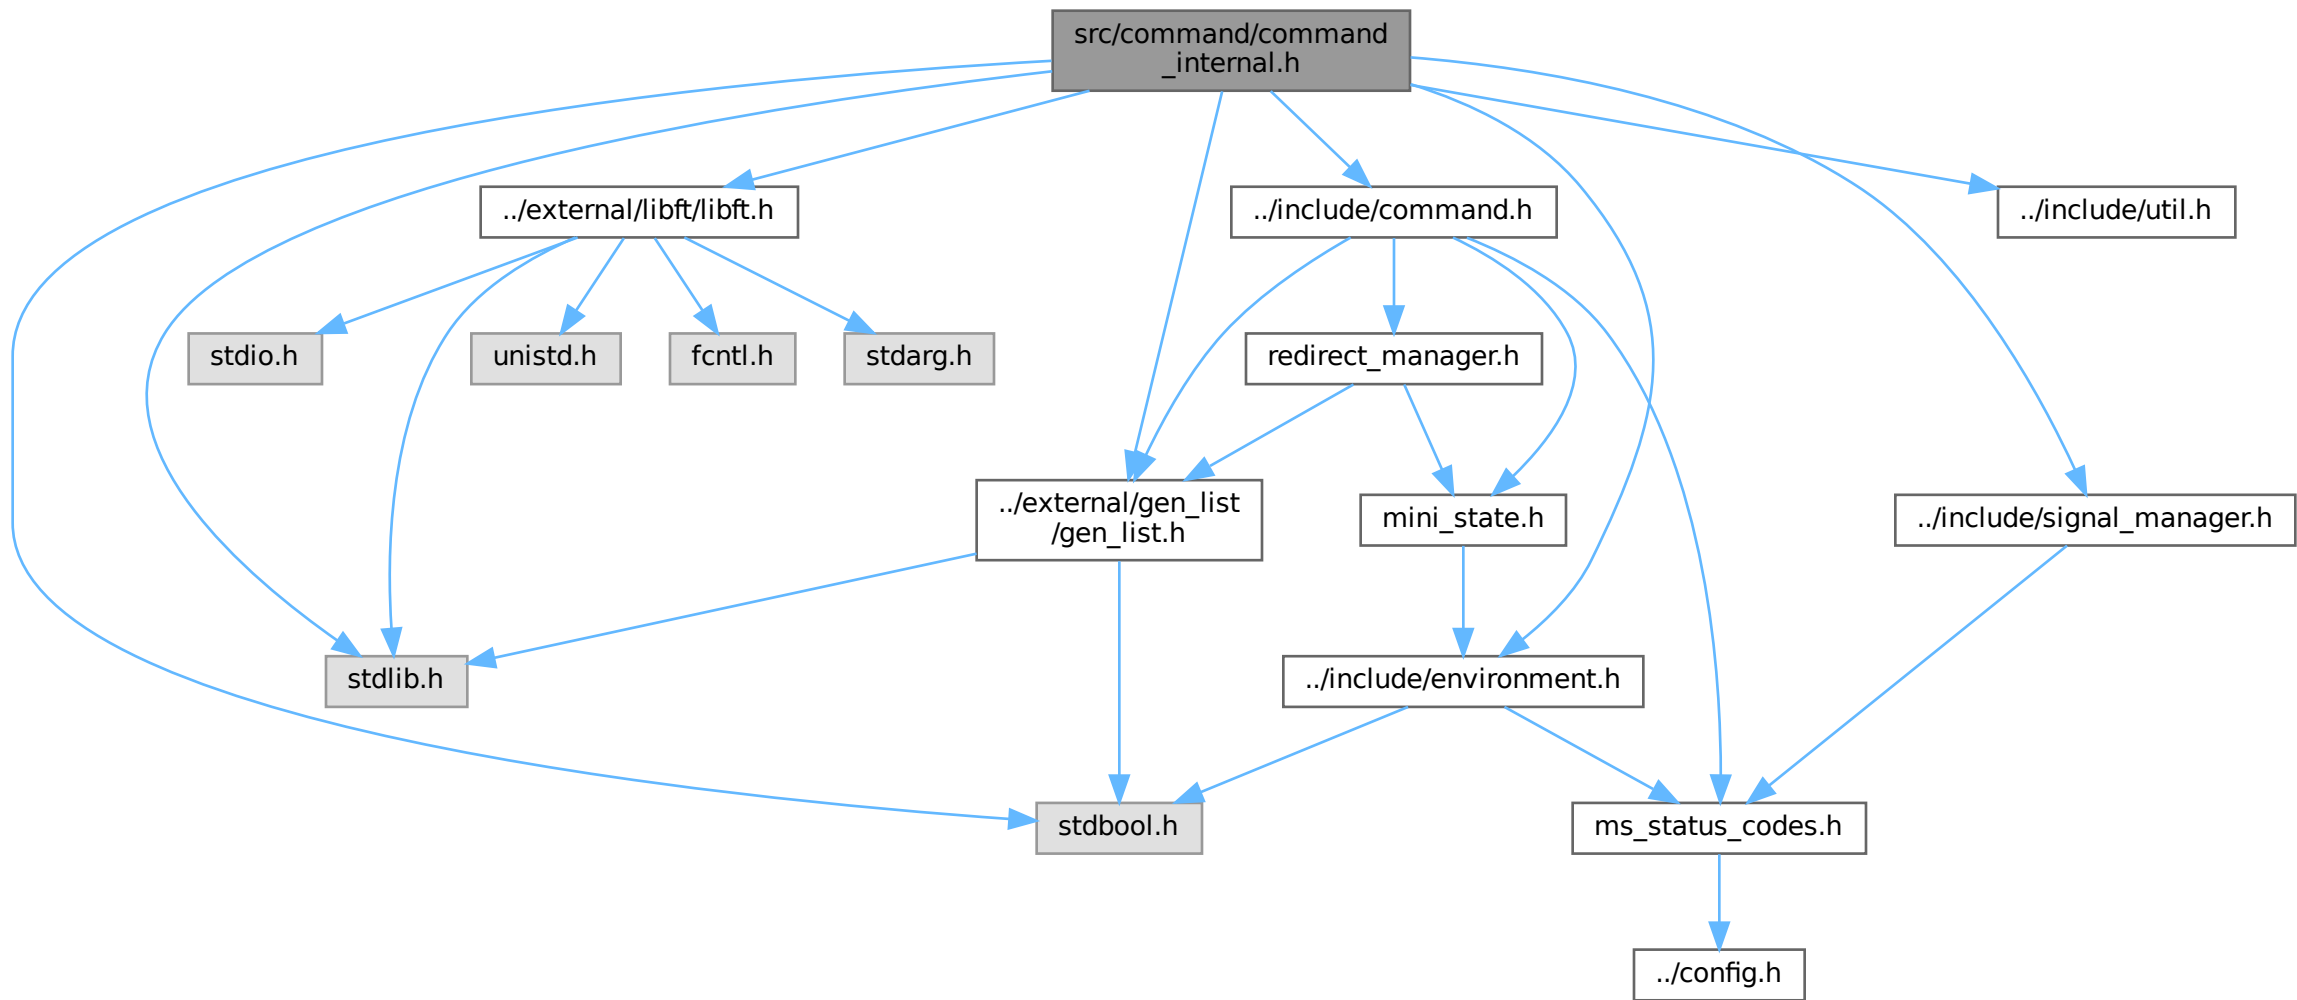 src/command/command
_internal.h
../external/libft/libft.h
../include/command.h
../include/util.h
stdio.h
unistd.h
fcntl.h
stdarg.h
redirect_manager.h
../external/gen_list
/gen_list.h
mini_state.h
../include/signal_manager.h
stdlib.h
../include/environment.h
stdbool.h
ms_status_codes.h
../config.h